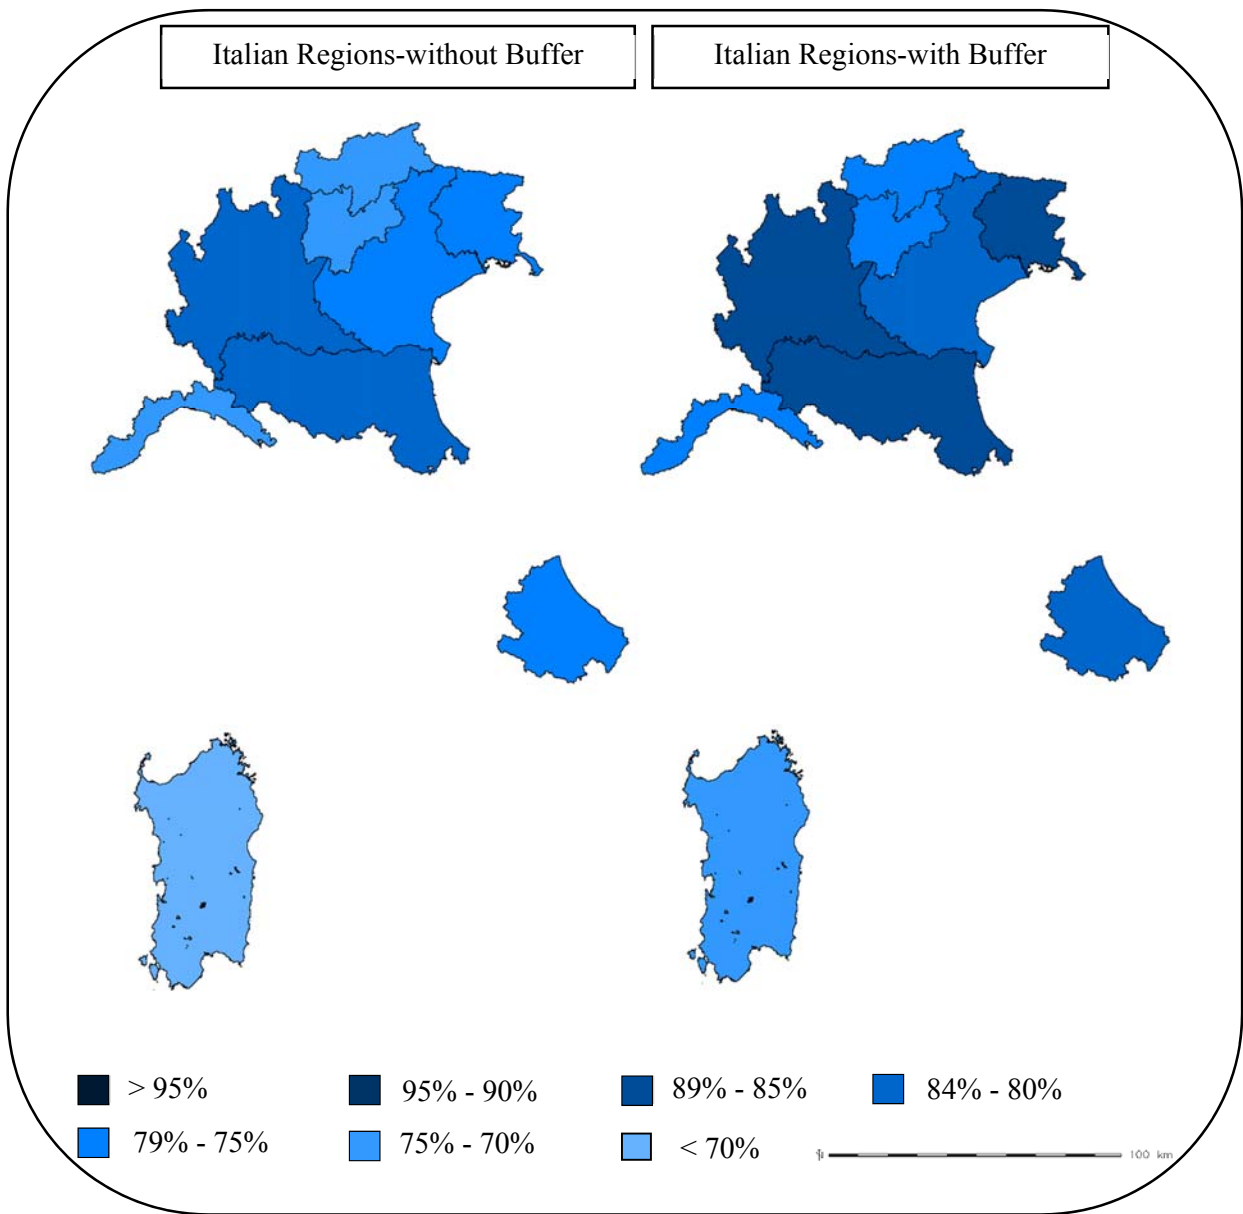 Italian Regions-without Buffer
Italian Regions-with Buffer
> 95%
95% - 90%
89% - 85%
84% - 80%
79% - 75%
75% - 70%
< 70%
100 km